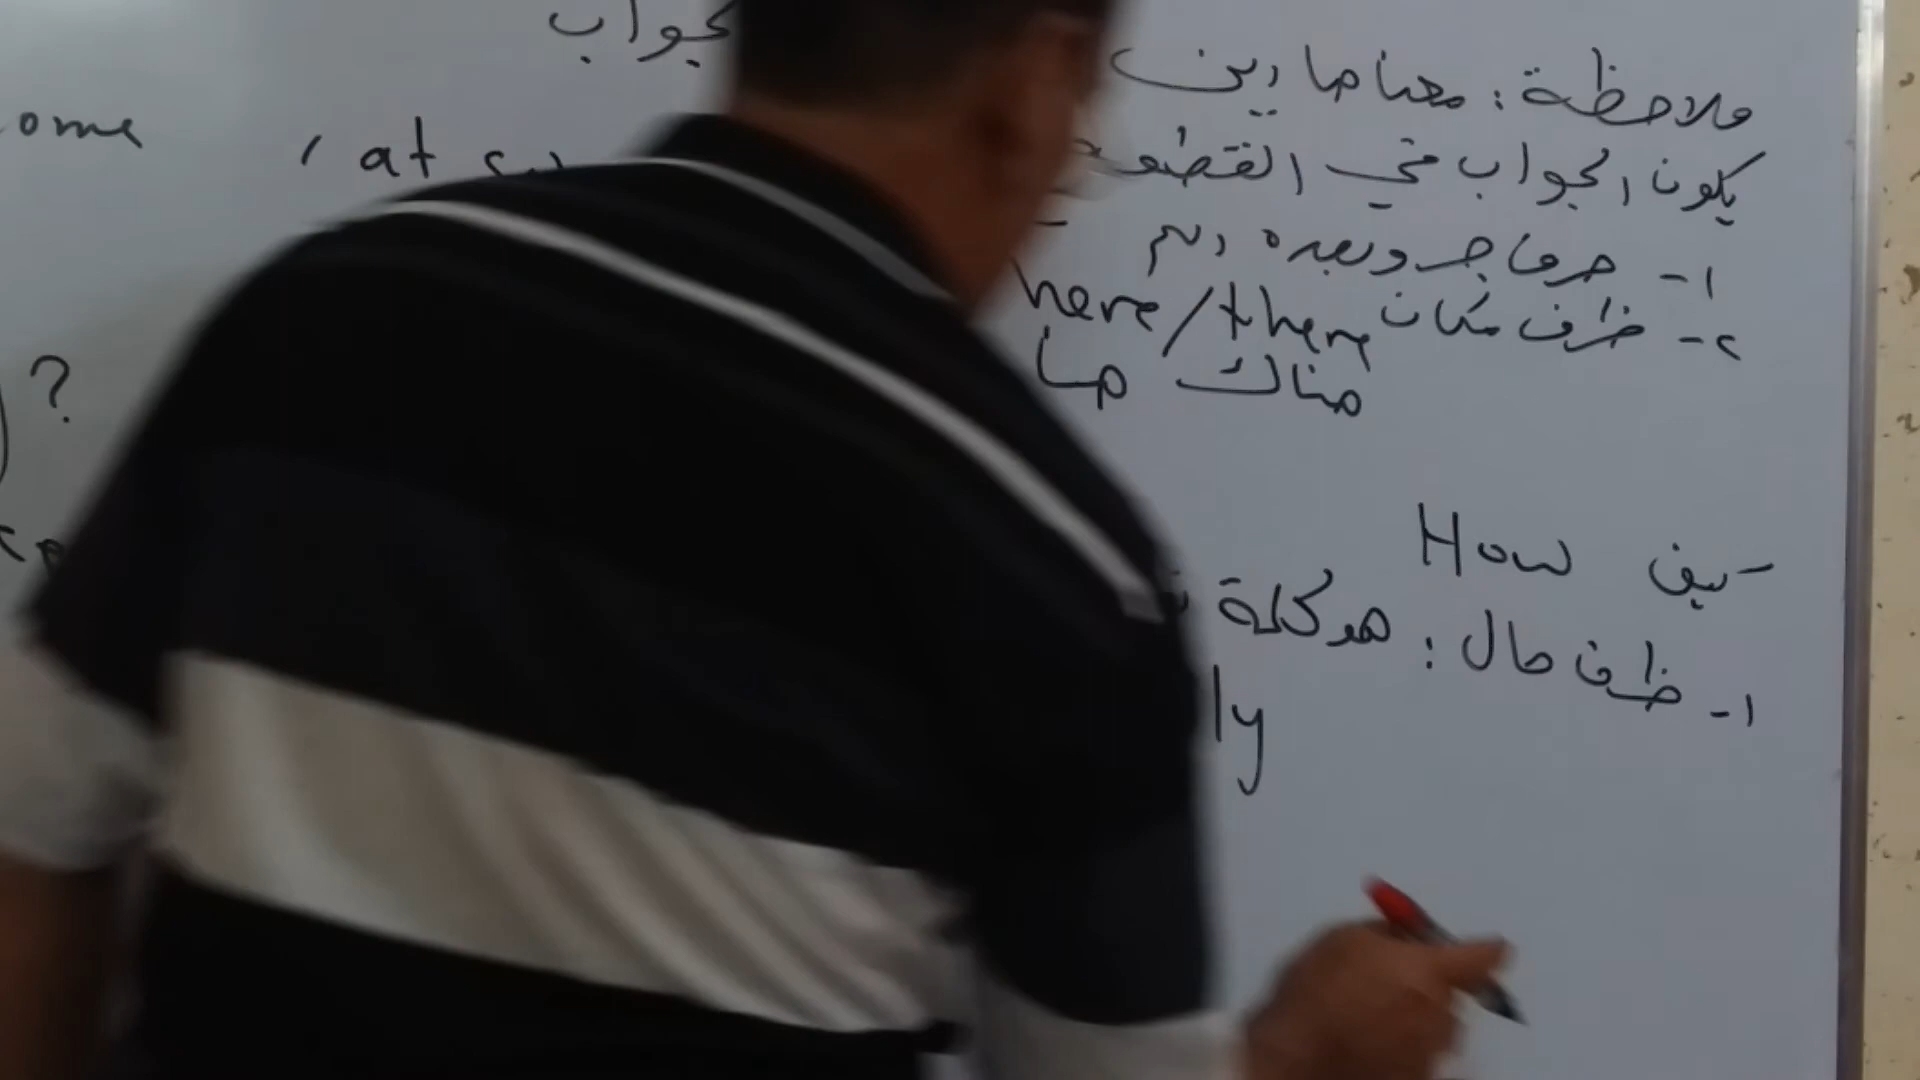 الجواب
ملاحظة: معناها اين
يكون الجواب في القطعة
١- حرف جر وبعده اسم
٢- ظرف مكان here/there
هناك هنا
, at
?
كيف How
١- ظرف حال : هو كلمة
ly